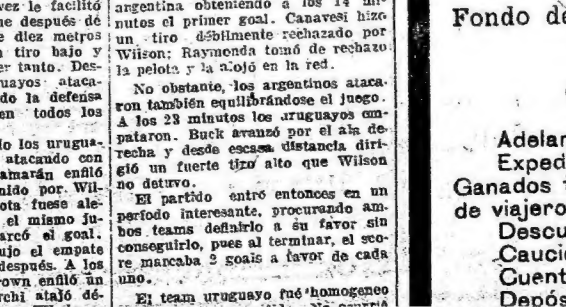 vez le facilitó
que después de
e diez metros
tiro bajo y
er tanto. Des-
uayos ataca-
do la defensa
en todos los
do los urugua-
atacando con
amarán enfiló
nido por Wil-
ota fuese ale-
el mismo ju-
arcó el goal.
ujo el empate
después. A los
rown enfiló un
rchi atajó dé-
argentina obteniendo a los 14 mi-
nutos el primer goal. Canavesi hizo
un tiro débilmente rechazado por
Wilson; Raymonda tomó de rechazo
la pelota y la alojó en la red.
No obstante, los argentinos ataca-
ron también equilibrándose el juego.
A los 23 minutos los uruguayos em-
pataron. Buck avanzó por el ala de-
recha y desde escasa distancia diri-
gió un fuerte tiro alto que Wilson
no detuvo.
El partido entró entonces en un
período interesante, procurando am-
bos teams definirlo a su favor sin
conseguirlo, pues al terminar, el sco-
re marcaba 2 goals a favor de cada
uno.
El team uruguayo fué homogeneo
Fondo de
Adelan
Exped
Ganados
de viajero
Descu
Caució
Cuent
Depós